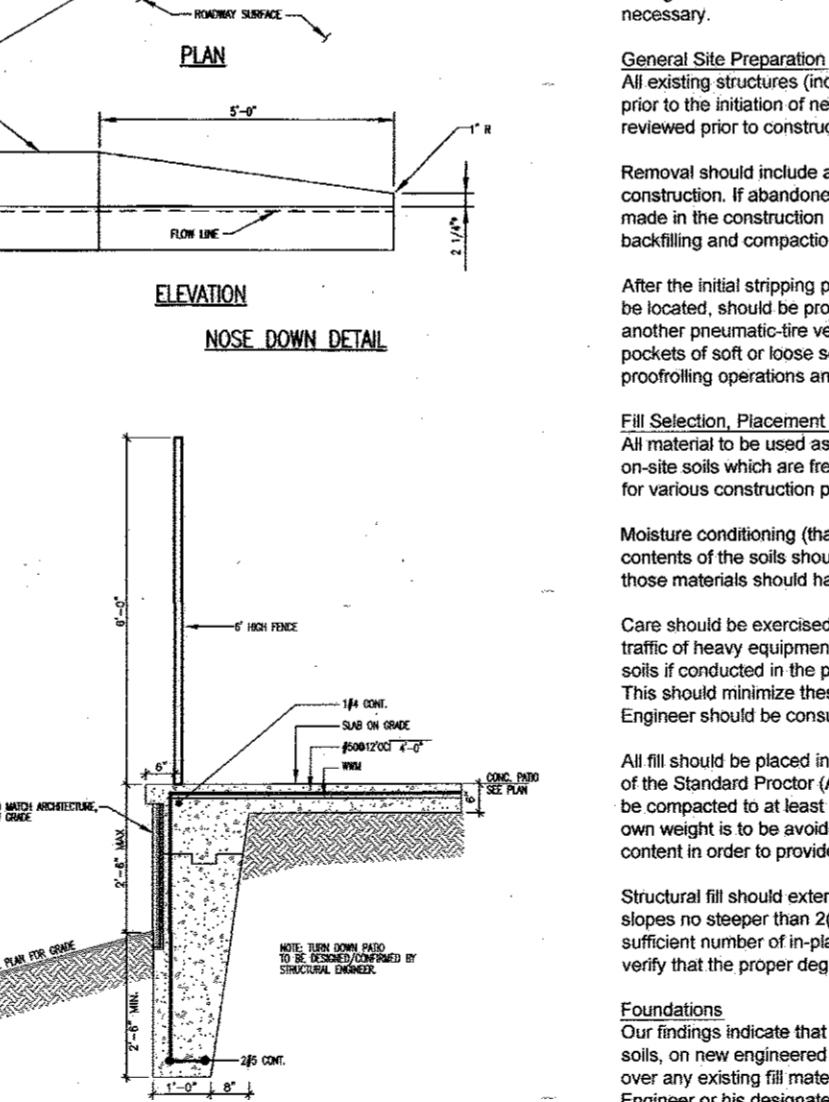 ROADWAY SURFACE
PLAN
5'-0"
1" R
FLOW LINE
2 1/4"
ELEVATION
NOSE DOWN DETAIL
6'-0"
6' HIGH FENCE
1#4 CONT.
SLAB ON GRADE
#5@12"OC 4'-0"
WWM
6"
CONC. PATIO
SEE PLAN
6"
MATCH ARCHITECTURE,
GRADE
2'-6" MAX
PLAN FOR GRADE
NOTE: TURN DOWN PATIO
TO BE DESIGNED/CONFIRMED BY
STRUCTURAL ENGINEER.
2'-6" MIN.
2#5 CONT.
1'-0" 8"
necessary.
General Site Preparation
All existing structures (inc
prior to the initiation of ne
reviewed prior to construc
Removal should include a
construction. If abandone
made in the construction
backfilling and compactio
After the initial stripping p
be located, should be pro
another pneumatic-tire ve
pockets of soft or loose s
proofrolling operations an
Fill Selection, Placement
All material to be used as
on-site soils which are fre
for various construction p
Moisture conditioning (tha
contents of the soils shou
those materials should ha
Care should be exercised
traffic of heavy equipmen
soils if conducted in the p
This should minimize thes
Engineer should be consu
All fill should be placed in
of the Standard Proctor (A
be compacted to at least
own weight is to be avoid
content in order to provide
Structural fill should exter
slopes no steeper than 2(
sufficient number of in-pla
verify that the proper deg
Foundations
Our findings indicate that
soils, on new engineered
over any existing fill mate
Engineer or his designate